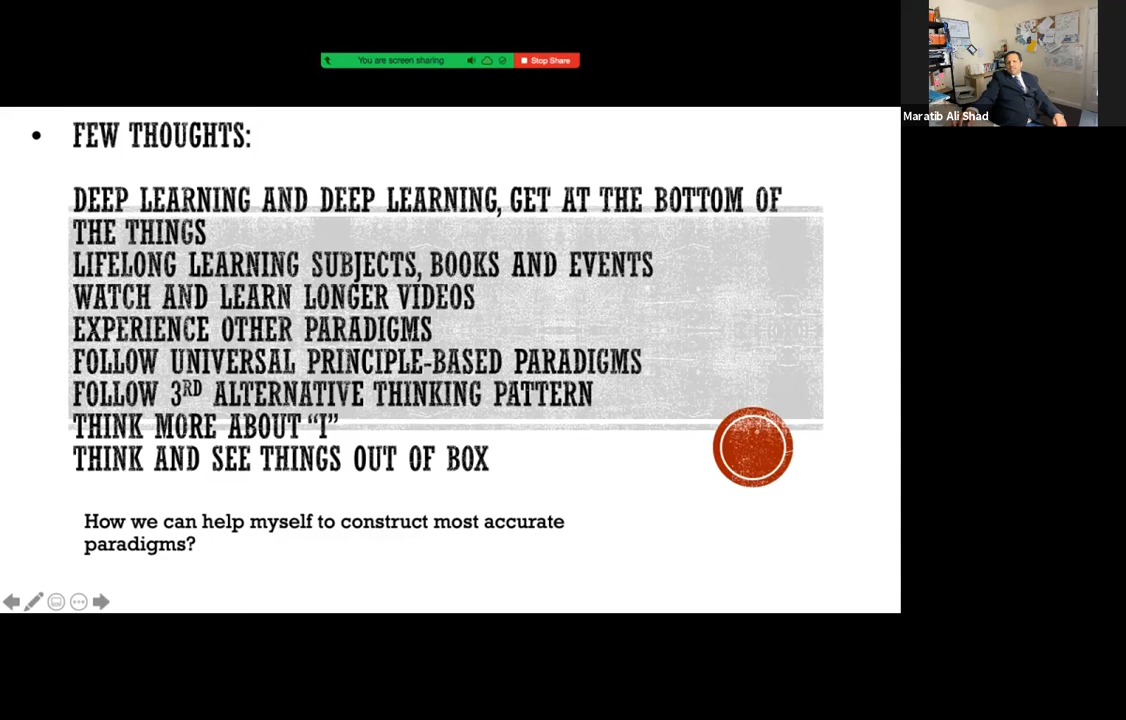 You are screen sharing
Stop Share
Maratib Ali Shad
• FEW THOUGHTS:
DEEP LEARNING AND DEEP LEARNING, GET AT THE BOTTOM OF
THE THINGS
LIFELONG LEARNING SUBJECTS, BOOKS AND EVENTS
WATCH AND LEARN LONGER VIDEOS
EXPERIENCE OTHER PARADIGMS
FOLLOW UNIVERSAL PRINCIPLE-BASED PARADIGMS
FOLLOW 3RD ALTERNATIVE THINKING PATTERN
THINK MORE ABOUT “I”
THINK AND SEE THINGS OUT OF BOX
How we can help myself to construct most accurate
paradigms?